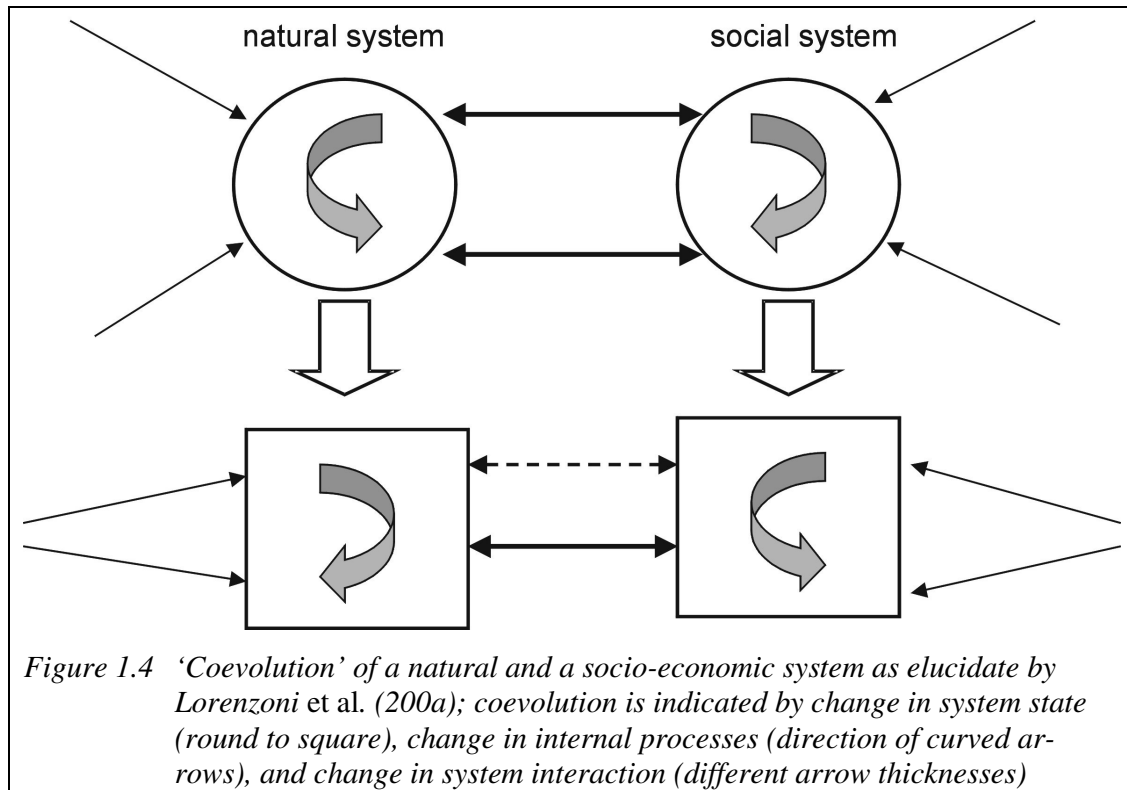 natural system
social system
Figure 1.4 'Coevolution' of a natural and a socio-economic system as elucidate by
Lorenzoni et al. (200a); coevolution is indicated by change in system state
(round to square), change in internal processes (direction of curved ar-
rows), and change in system interaction (different arrow thicknesses)